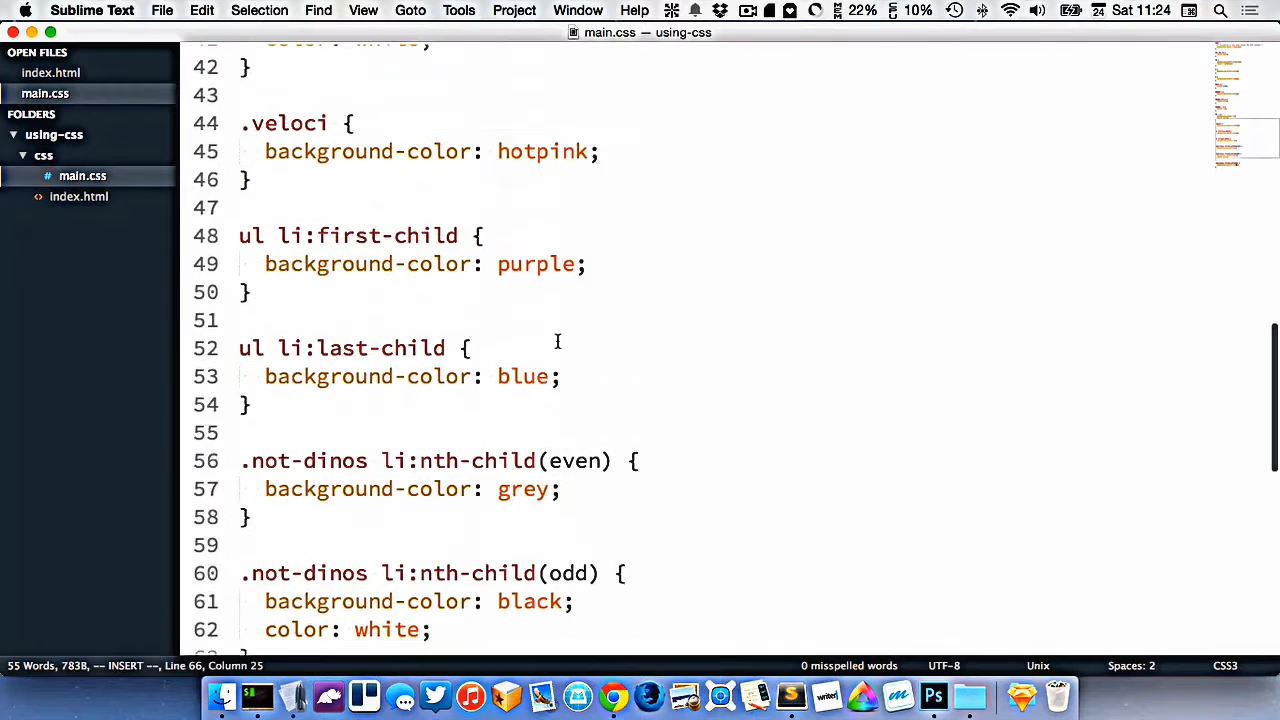 Sublime Text File Edit Selection Find View Goto Tools Project Window Help 22% 10% 24 Sat 11:24
main.css — using-css
OPEN FILES
index.html
main.css
FOLDERS
using-css
css
# main.css
<> index.html
42 }
43
44 .veloci {
45 background-color: hotpink;
46 }
47
48 ul li:first-child {
49 background-color: purple;
50 }
51
52 ul li:last-child {
53 background-color: blue;
54 }
55
56 .not-dinos li:nth-child(even) {
57 background-color: grey;
58 }
59
60 .not-dinos li:nth-child(odd) {
61 background-color: black;
62 color: white;
55 Words, 783B, -- INSERT --, Line 66, Column 25 0 misspelled words UTF-8 Unix Spaces: 2 CSS3
writer Ps